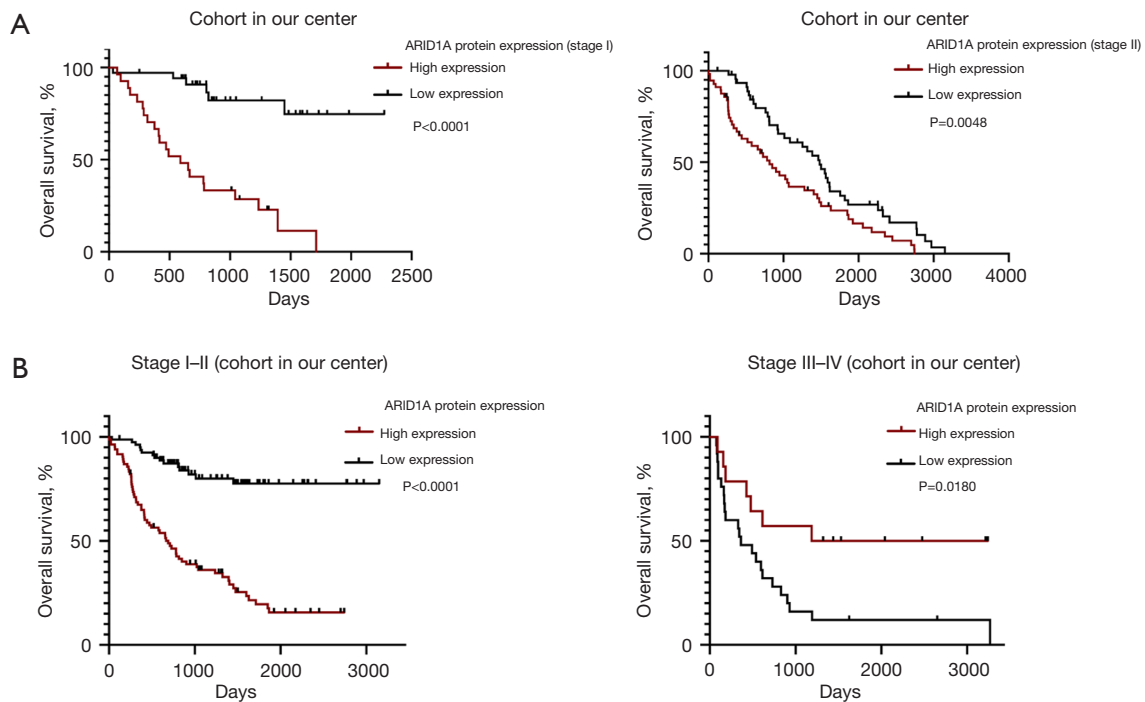 A
Cohort in our center
ARID1A protein expression (stage I)
High expression
Low expression
P<0.0001
Overall survival, %
100
50
0
0 500 1000 1500 2000 2500
Days
Cohort in our center
ARID1A protein expression (stage II)
High expression
Low expression
P=0.0048
Overall survival, %
100
50
0
0 1000 2000 3000 4000
Days
B
Stage I–II (cohort in our center)
ARID1A protein expression
High expression
Low expression
P<0.0001
Overall survival, %
100
50
0
0 1000 2000 3000
Days
Stage III–IV (cohort in our center)
ARID1A protein expression
High expression
Low expression
P=0.0180
Overall survival, %
100
50
0
0 1000 2000 3000
Days